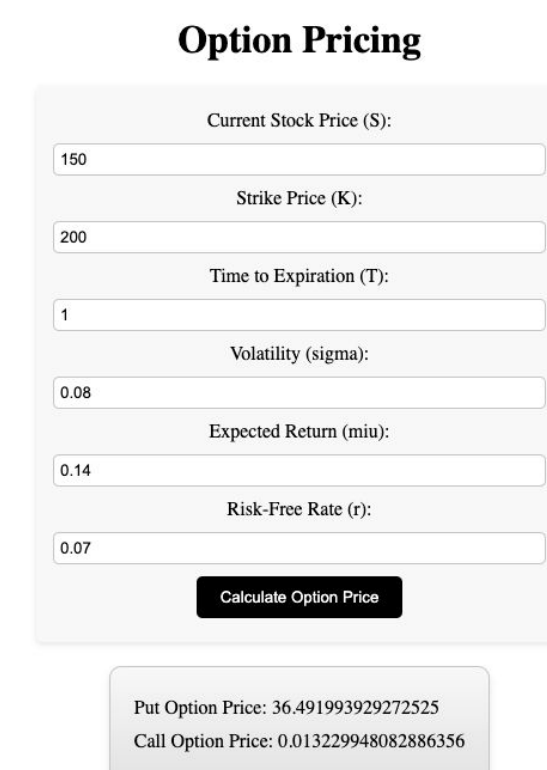 Option Pricing
Current Stock Price (S):
150
Strike Price (K):
200
Time to Expiration (T):
1
Volatility (sigma):
0.08
Expected Return (miu):
0.14
Risk-Free Rate (r):
0.07
Calculate Option Price
Put Option Price: 36.491993929272525
Call Option Price: 0.013229948082886356